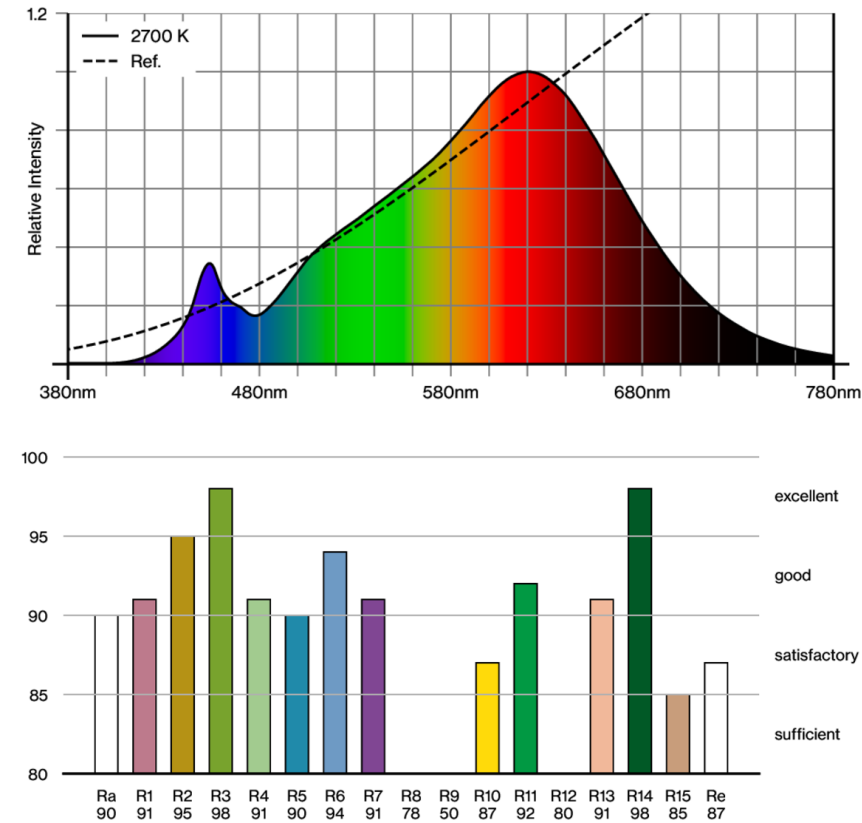 1.2
2700 K
Ref.
Relative Intensity
380nm 480nm 580nm 680nm 780nm
100
excellent
95
good
90
satisfactory
85
sufficient
80
Ra R1 R2 R3 R4 R5 R6 R7 R8 R9 R10 R11 R12 R13 R14 R15 Re
90 91 95 98 91 90 94 91 78 50 87 92 80 91 98 85 87